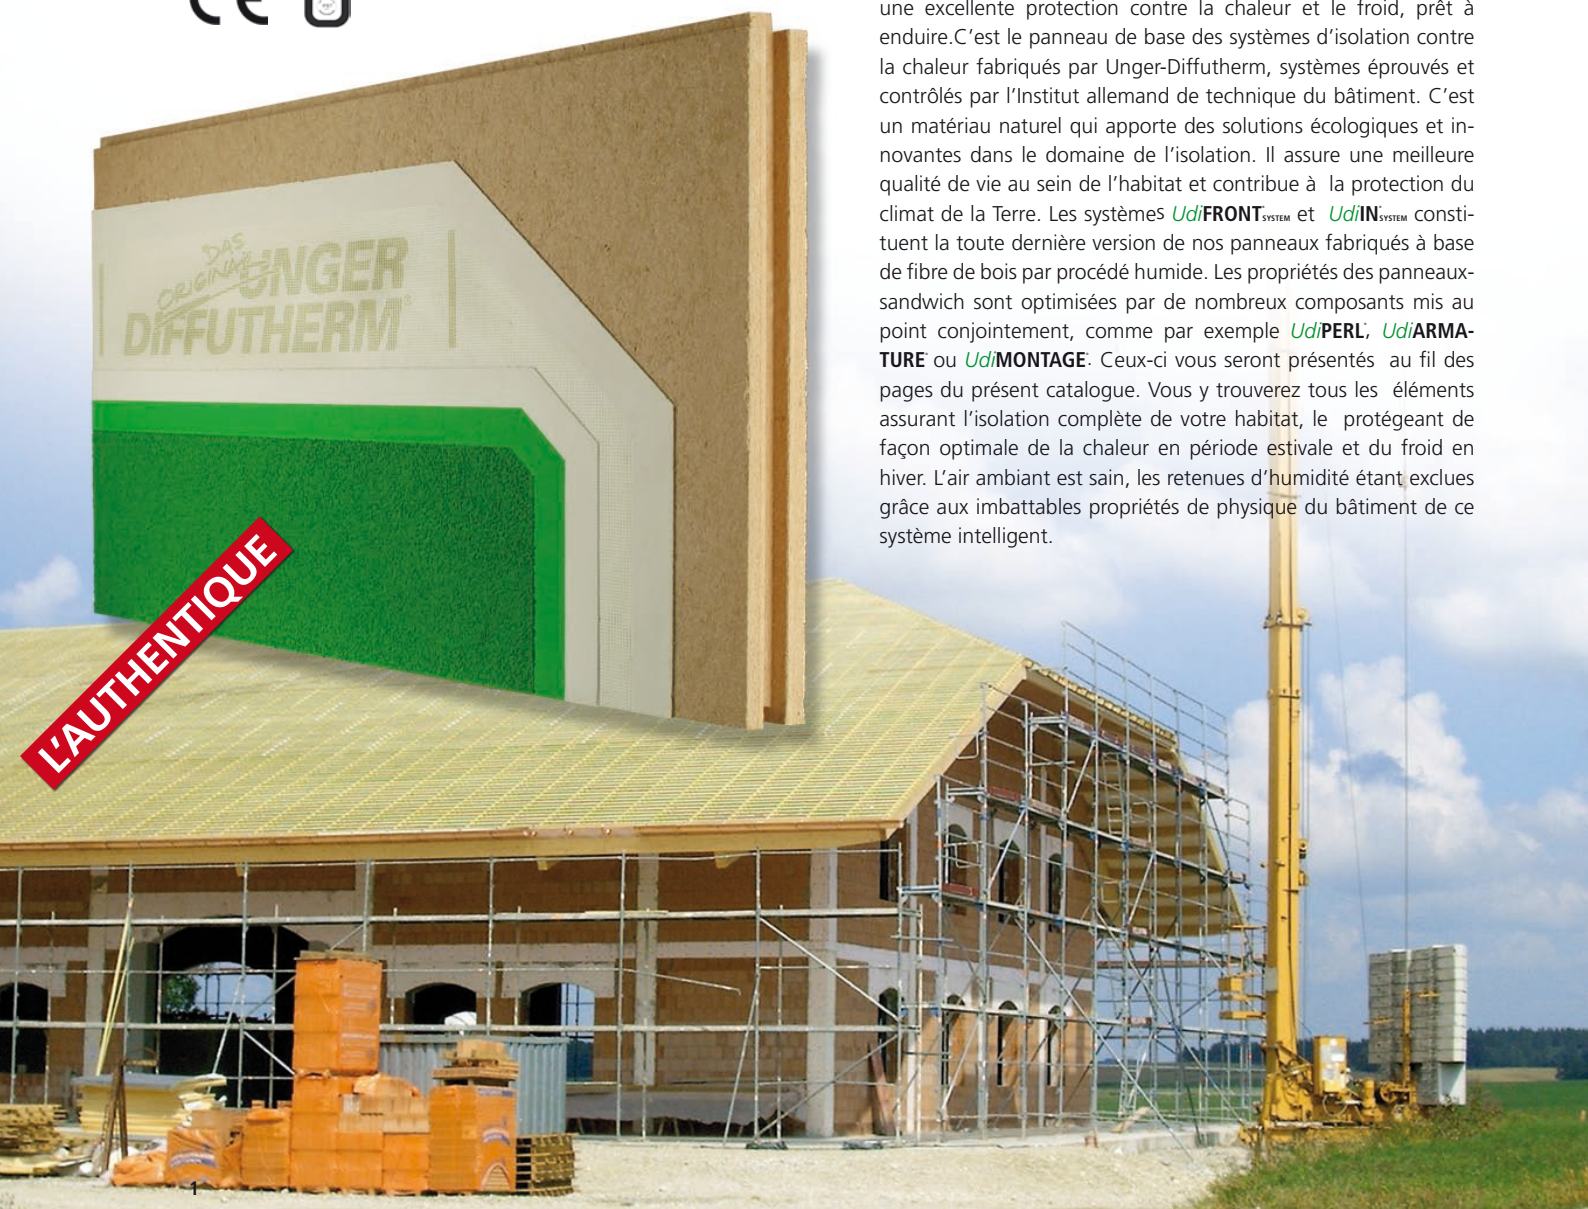 CE
une excellente protection contre la chaleur et le froid, prêt à
enduire.C'est le panneau de base des systèmes d'isolation contre
la chaleur fabriqués par Unger-Diffutherm, systèmes éprouvés et
contrôlés par l'Institut allemand de technique du bâtiment. C'est
un matériau naturel qui apporte des solutions écologiques et in-
novantes dans le domaine de l'isolation. Il assure une meilleure
qualité de vie au sein de l'habitat et contribue à la protection du
climat de la Terre. Les systèmes UdiFRONT SYSTEM et UdiIN SYSTEM consti-
tuent la toute dernière version de nos panneaux fabriqués à base
de fibre de bois par procédé humide. Les propriétés des panneaux-
sandwich sont optimisées par de nombreux composants mis au
point conjointement, comme par exemple UdiPERL, UdiARMA-
TURE ou UdiMONTAGE. Ceux-ci vous seront présentés au fil des
pages du présent catalogue. Vous y trouverez tous les éléments
assurant l'isolation complète de votre habitat, le protégeant de
façon optimale de la chaleur en période estivale et du froid en
hiver. L'air ambiant est sain, les retenues d'humidité étant exclues
grâce aux imbattables propriétés de physique du bâtiment de ce
système intelligent.
DAS
ORIGINAL
UNGER
DIFFUTHERM®
L'AUTHENTIQUE
1